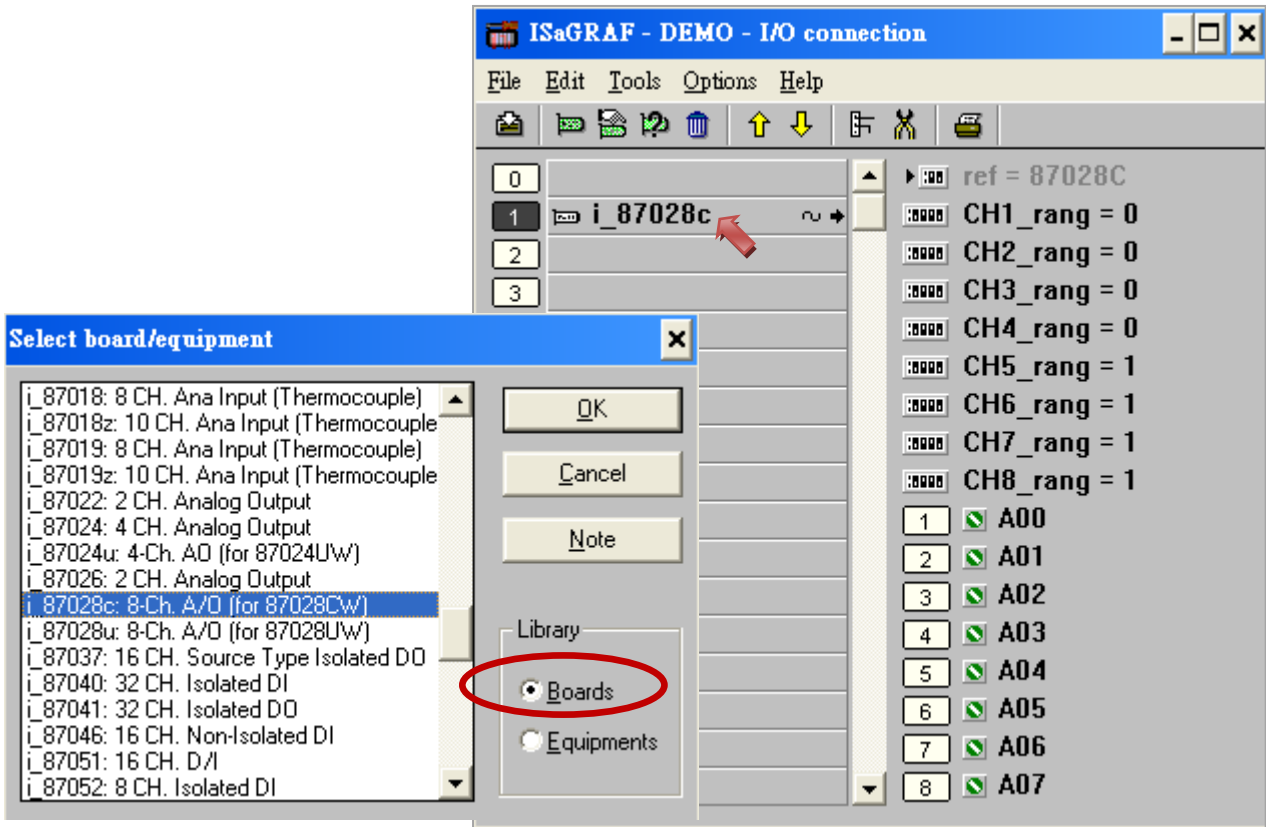 ISaGRAF - DEMO - I/O connection
File Edit Tools Options Help
0
1 i_87028c
2
3
ref = 87028C
CH1_rang = 0
CH2_rang = 0
CH3_rang = 0
CH4_rang = 0
CH5_rang = 1
CH6_rang = 1
CH7_rang = 1
CH8_rang = 1
1 A00
2 A01
3 A02
4 A03
5 A04
6 A05
7 A06
8 A07
Select board/equipment
i_87018: 8 CH. Ana Input (Thermocouple)
i_87018z: 10 CH. Ana Input (Thermocouple
i_87019: 8 CH. Ana Input (Thermocouple)
i_87019z: 10 CH. Ana Input (Thermocouple
i_87022: 2 CH. Analog Output
i_87024: 4 CH. Analog Output
i_87024u: 4-Ch. AO (for 87024UW)
i_87026: 2 CH. Analog Output
i_87028c: 8-Ch. A/O (for 87028CW)
i_87028u: 8-Ch. A/O (for 87028UW)
i_87037: 16 CH. Source Type Isolated DO
i_87040: 32 CH. Isolated DI
i_87041: 32 CH. Isolated DO
i_87046: 16 CH. Non-Isolated DI
i_87051: 16 CH. D/I
i_87052: 8 CH. Isolated DI
OK
Cancel
Note
Library
Boards
Equipments